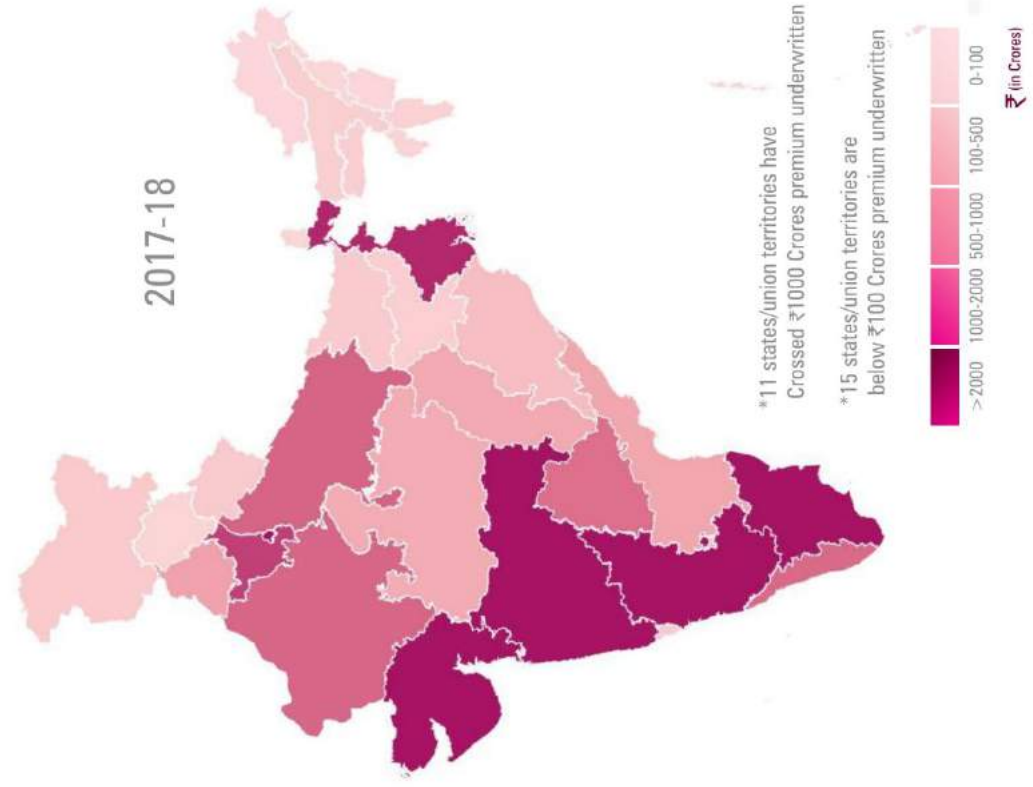 2017-18
*11 states/union territories have
Crossed ₹1000 Crores premium underwritten
*15 states/union territories are
below ₹100 Crores premium underwritten
>2000 1000-2000 500-1000 100-500 0-100
₹ (in Crores)